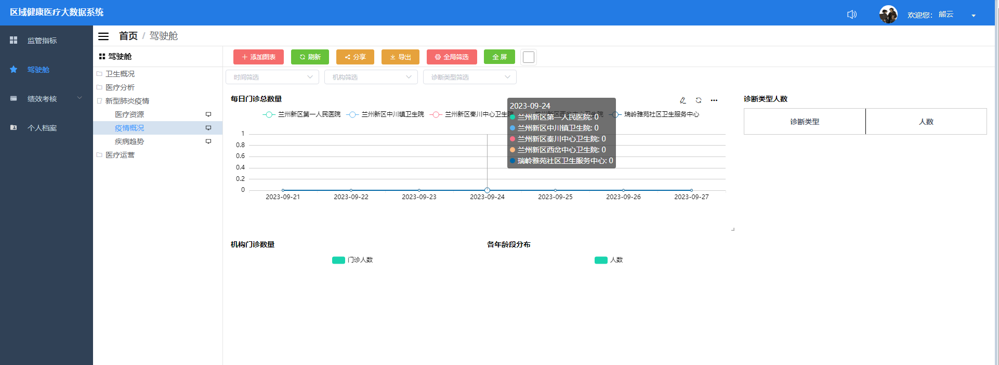 区域健康医疗大数据系统
欢迎您： 熊云
监管指标
驾驶舱
绩效考核
个人档案
首页 / 驾驶舱
驾驶舱
卫生概况
医疗分析
新型肺炎疫情
医疗资源
疫情概况
疾病趋势
医疗运营
添加图表 刷新 分享 导出 全局筛选 全屏
时间筛选 机构筛选 诊断类型筛选
每日门诊总数量
兰州新区第一人民医院 兰州新区中川镇卫生院 兰州新区秦川中心卫生院 兰州新区西岔中心卫生院 瑞岭雅苑社区卫生服务中心
2023-09-24
兰州新区第一人民医院: 0
兰州新区中川镇卫生院: 0
兰州新区秦川中心卫生院: 0
兰州新区西岔中心卫生院: 0
瑞岭雅苑社区卫生服务中心: 0
1
0.8
0.6
0.4
0.2
0
2023-09-21 2023-09-22 2023-09-23 2023-09-24 2023-09-25 2023-09-26 2023-09-27
诊断类型人数
诊断类型 人数
机构门诊数量
门诊人数
各年龄段分布
人数